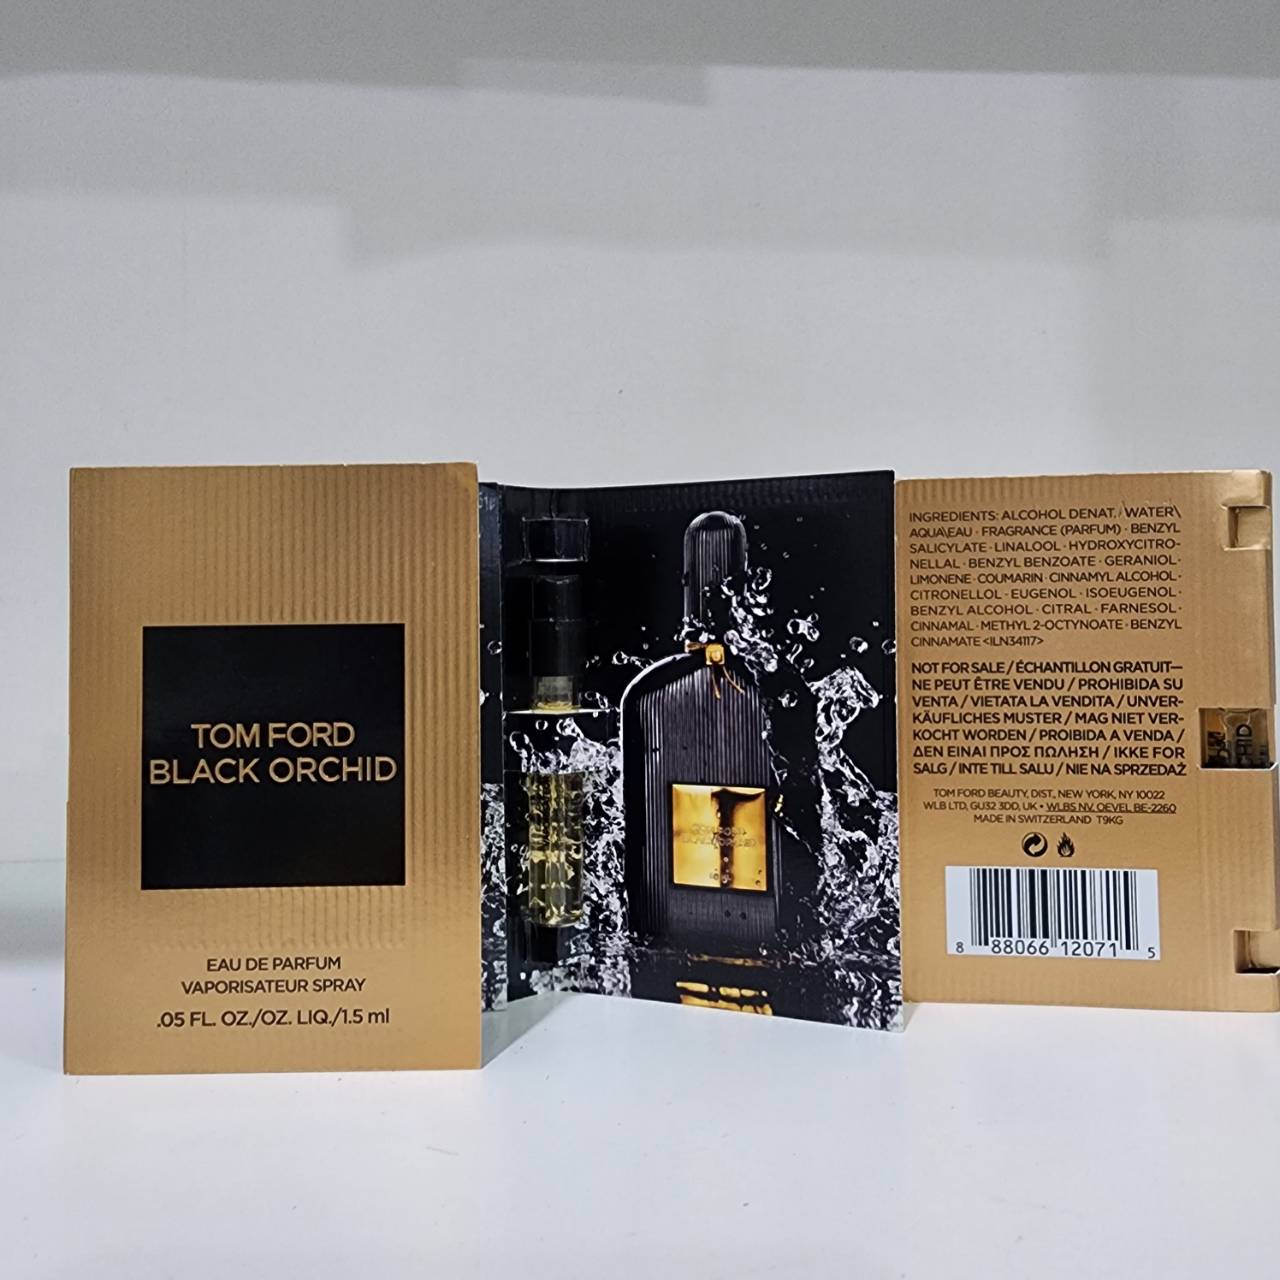 TOM FORD
BLACK ORCHID
EAU DE PARFUM
VAPORISATEUR SPRAY
.05 FL. OZ./OZ. LIQ./1.5 ml
INGREDIENTS: ALCOHOL DENAT. /WATER\
AQUA\EAU · FRAGRANCE (PARFUM) · BENZYL
SALICYLATE · LINALOOL · HYDROXYCITRO-
NELLAL · BENZYL BENZOATE · GERANIOL ·
LIMONENE · COUMARIN · CINNAMYL ALCOHOL ·
CITRONELLOL · EUGENOL · ISOEUGENOL ·
BENZYL ALCOHOL · CITRAL · FARNESOL ·
CINNAMAL · METHYL 2-OCTYNOATE · BENZYL
CINNAMATE <ILN34117>
NOT FOR SALE / ÉCHANTILLON GRATUIT—
NE PEUT ÊTRE VENDU / PROHIBIDA SU
VENTA / VIETATA LA VENDITA / UNVER-
KÄUFLICHES MUSTER / MAG NIET VER-
KOCHT WORDEN / PROIBIDA A VENDA /
ΔΕΝ ΕΙΝΑΙ ΠΡΟΣ ΠΩΛΗΣΗ / IKKE FOR
SALG / INTE TILL SALU / NIE NA SPRZEDAŻ
TOM FORD BEAUTY, DIST., NEW YORK, NY 10022
WLB LTD, GU32 3DD, UK • WLBS NV, OEVEL BE-2260
MADE IN SWITZERLAND T9KG
8 88066 12071 5